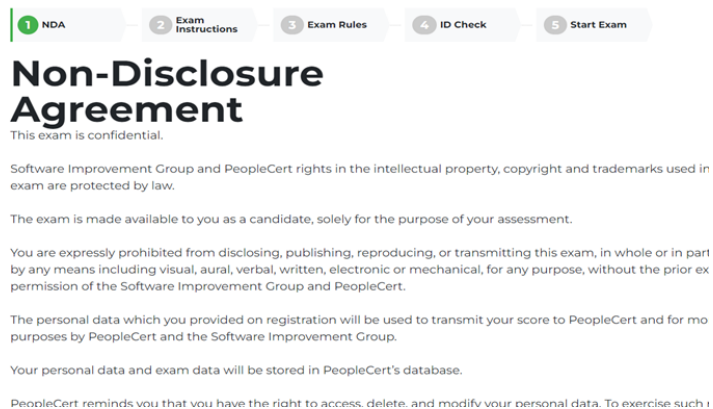 1 NDA
2 Exam Instructions
3 Exam Rules
4 ID Check
5 Start Exam
Non-Disclosure
Agreement
This exam is confidential.
Software Improvement Group and PeopleCert rights in the intellectual property, copyright and trademarks used in
exam are protected by law.
The exam is made available to you as a candidate, solely for the purpose of your assessment.
You are expressly prohibited from disclosing, publishing, reproducing, or transmitting this exam, in whole or in part
by any means including visual, aural, verbal, written, electronic or mechanical, for any purpose, without the prior ex
permission of the Software Improvement Group and PeopleCert.
The personal data which you provided on registration will be used to transmit your score to PeopleCert and for mo
purposes by PeopleCert and the Software Improvement Group.
Your personal data and exam data will be stored in PeopleCert’s database.
PeopleCert reminds you that you have the right to access, delete, and modify your personal data. To exercise such